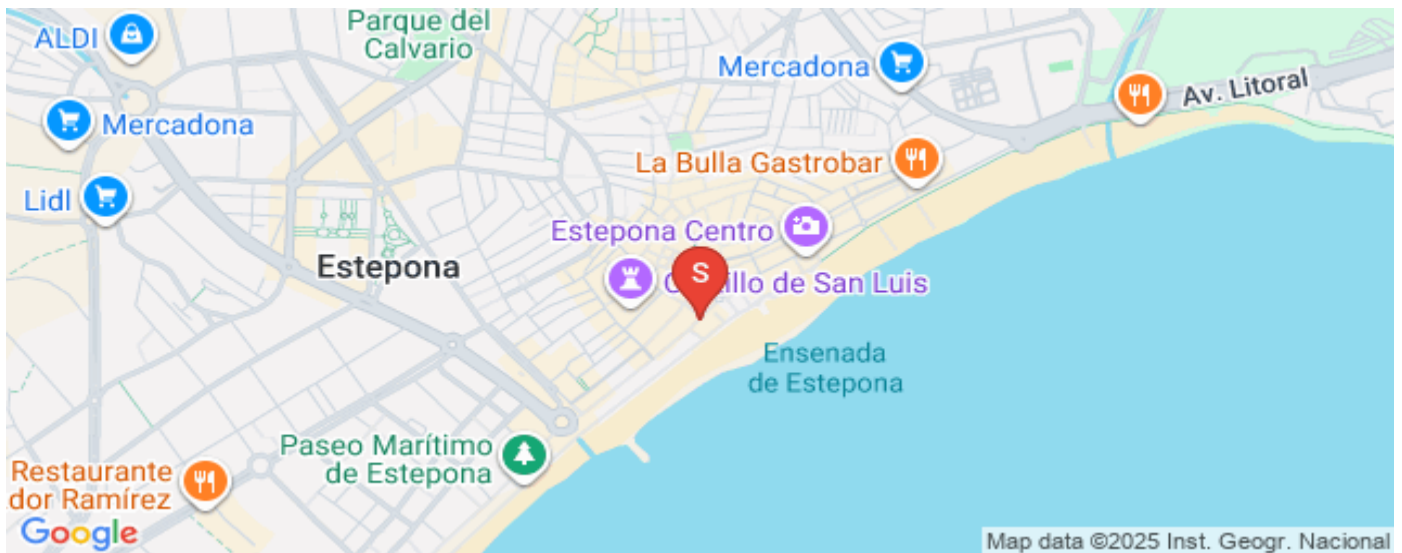 Parque del
Calvario
ALDI
Mercadona
Mercadona
Av. Litoral
La Bulla Gastrobar
Lidl
Estepona Centro
Estepona
S
illo de San Luis
Ensenada
de Estepona
Paseo Marítimo
de Estepona
Restaurante
dor Ramírez
Google
Map data ©2025 Inst. Geogr. Nacional